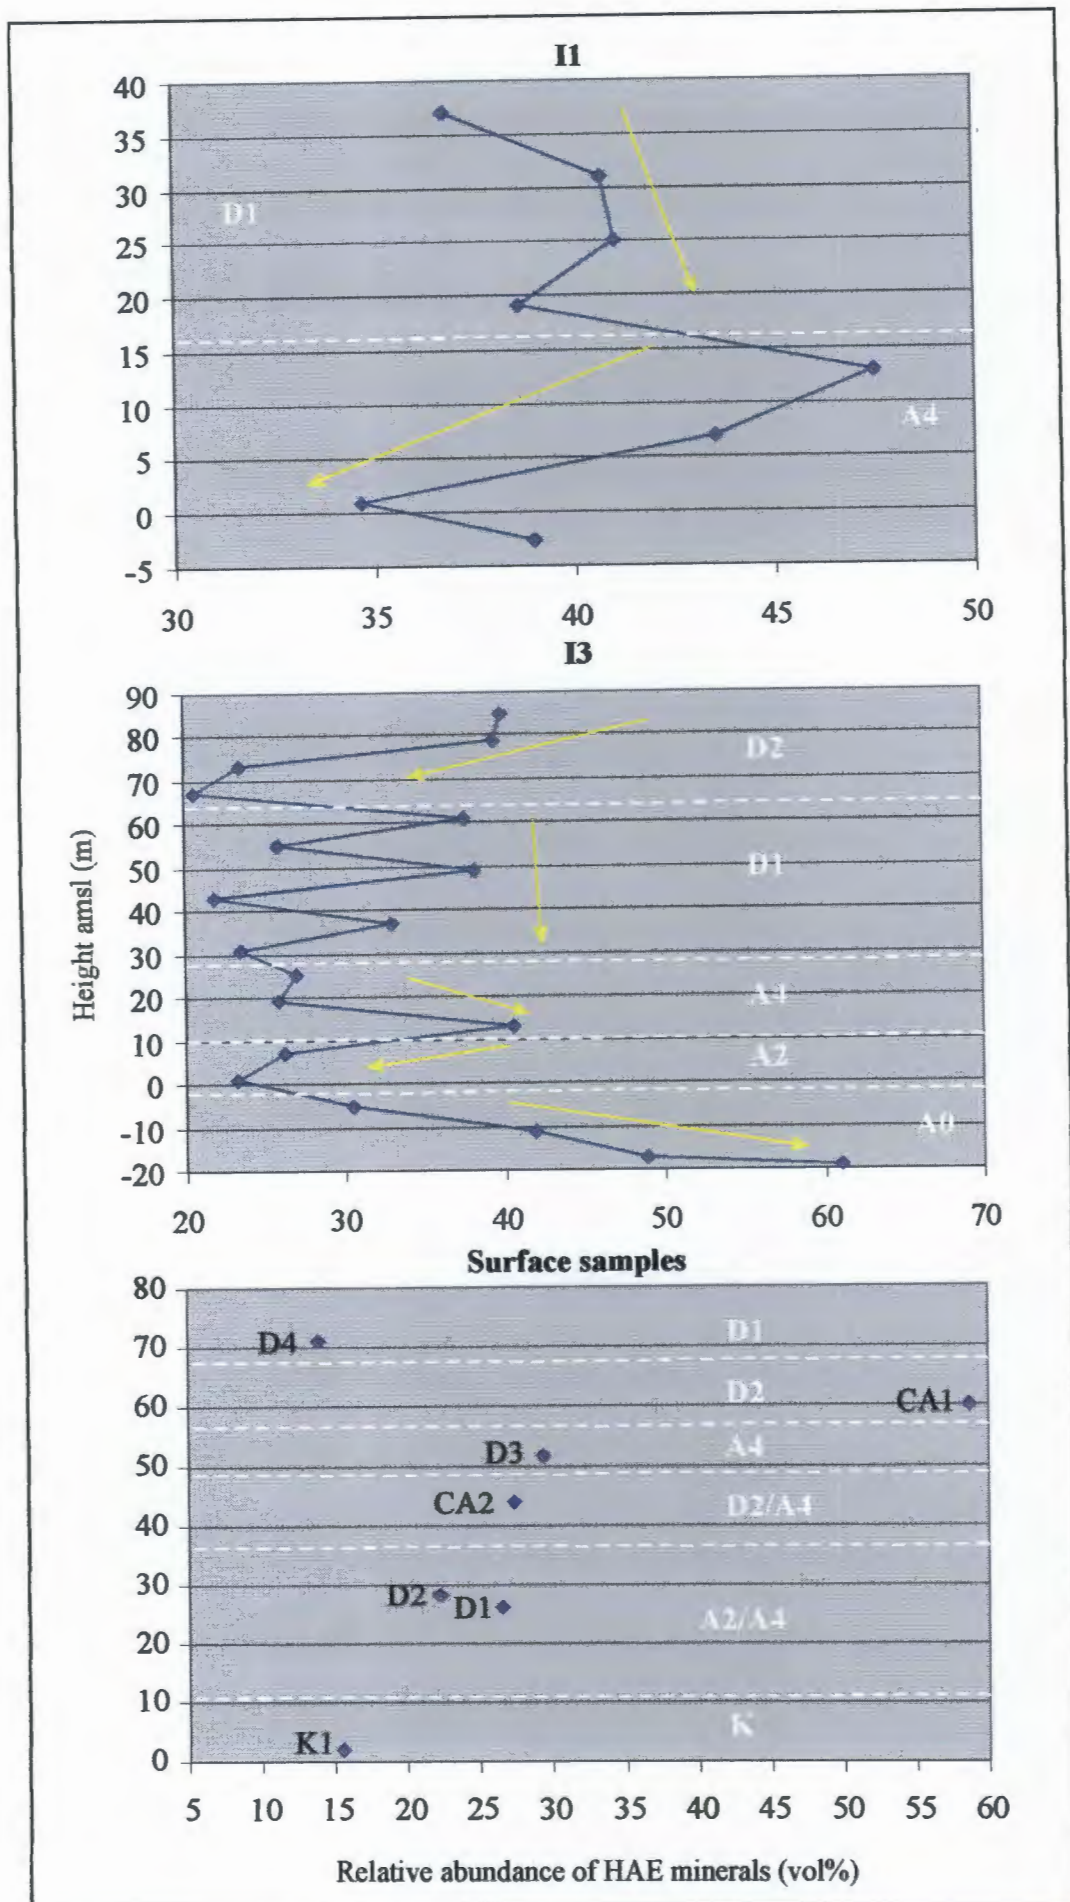 I1
40
35
30
D1
25
20
15
10
A4
5
0
-5
30 35 40 45 50
I3
90
80
D2
70
60
50
D1
40
30
20
A4
10
A2
0
-10
A0
-20
20 30 40 50 60 70
Height amsl (m)
Surface samples
80
D4
D1
70
D2
60
CA1
D3
A4
50
CA2
D2/A4
40
30
D2
D1
A2/A4
20
10
K
K1
0
5 10 15 20 25 30 35 40 45 50 55 60
Relative abundance of HAE minerals (vol%)